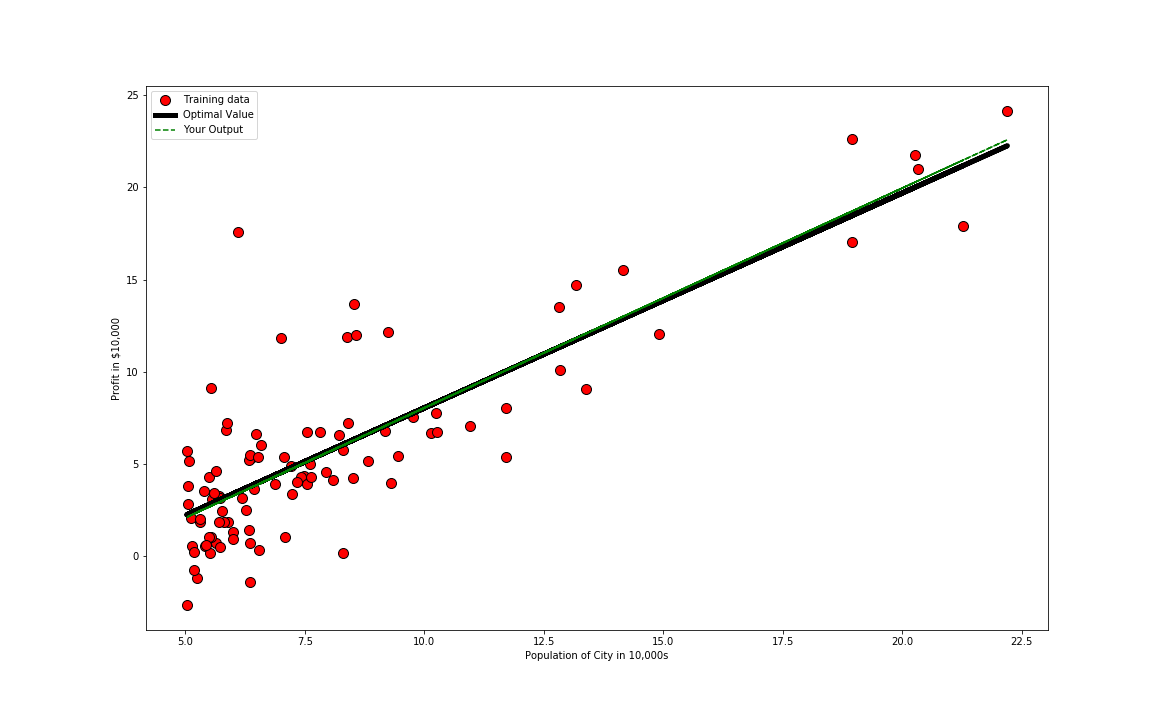 Training data
Optimal Value
Your Output
25
20
15
10
5
0
Profit in $10,000
5.0 7.5 10.0 12.5 15.0 17.5 20.0 22.5
Population of City in 10,000s